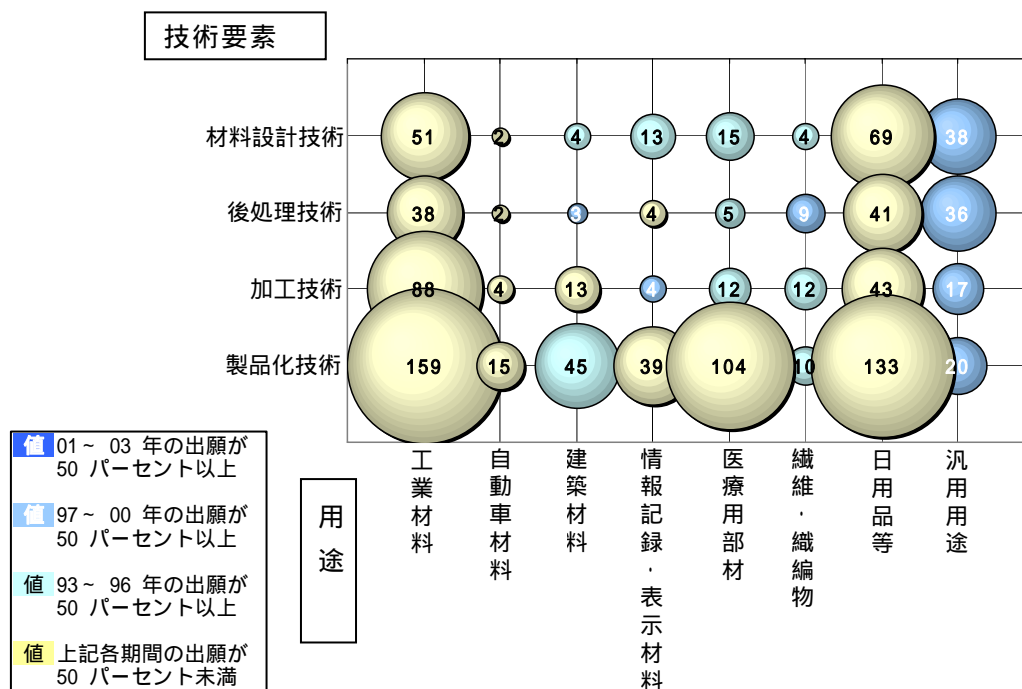 技術要素
材料設計技術
51 2 4 13 15 4 69 38
後処理技術
38 2 3 4 5 9 41 36
加工技術
88 4 13 4 12 12 43 17
製品化技術
159 15 45 39 104 10 133 20
工業材料
自動車材料
建築材料
情報記録・表示材料
医療用部材
繊維・織編物
日用品等
汎用用途
用途
値 01~ 03 年の出願が
50 パーセント以上
値 97~ 00 年の出願が
50 パーセント以上
値 93~ 96 年の出願が
50 パーセント以上
値 上記各期間の出願が
50 パーセント未満